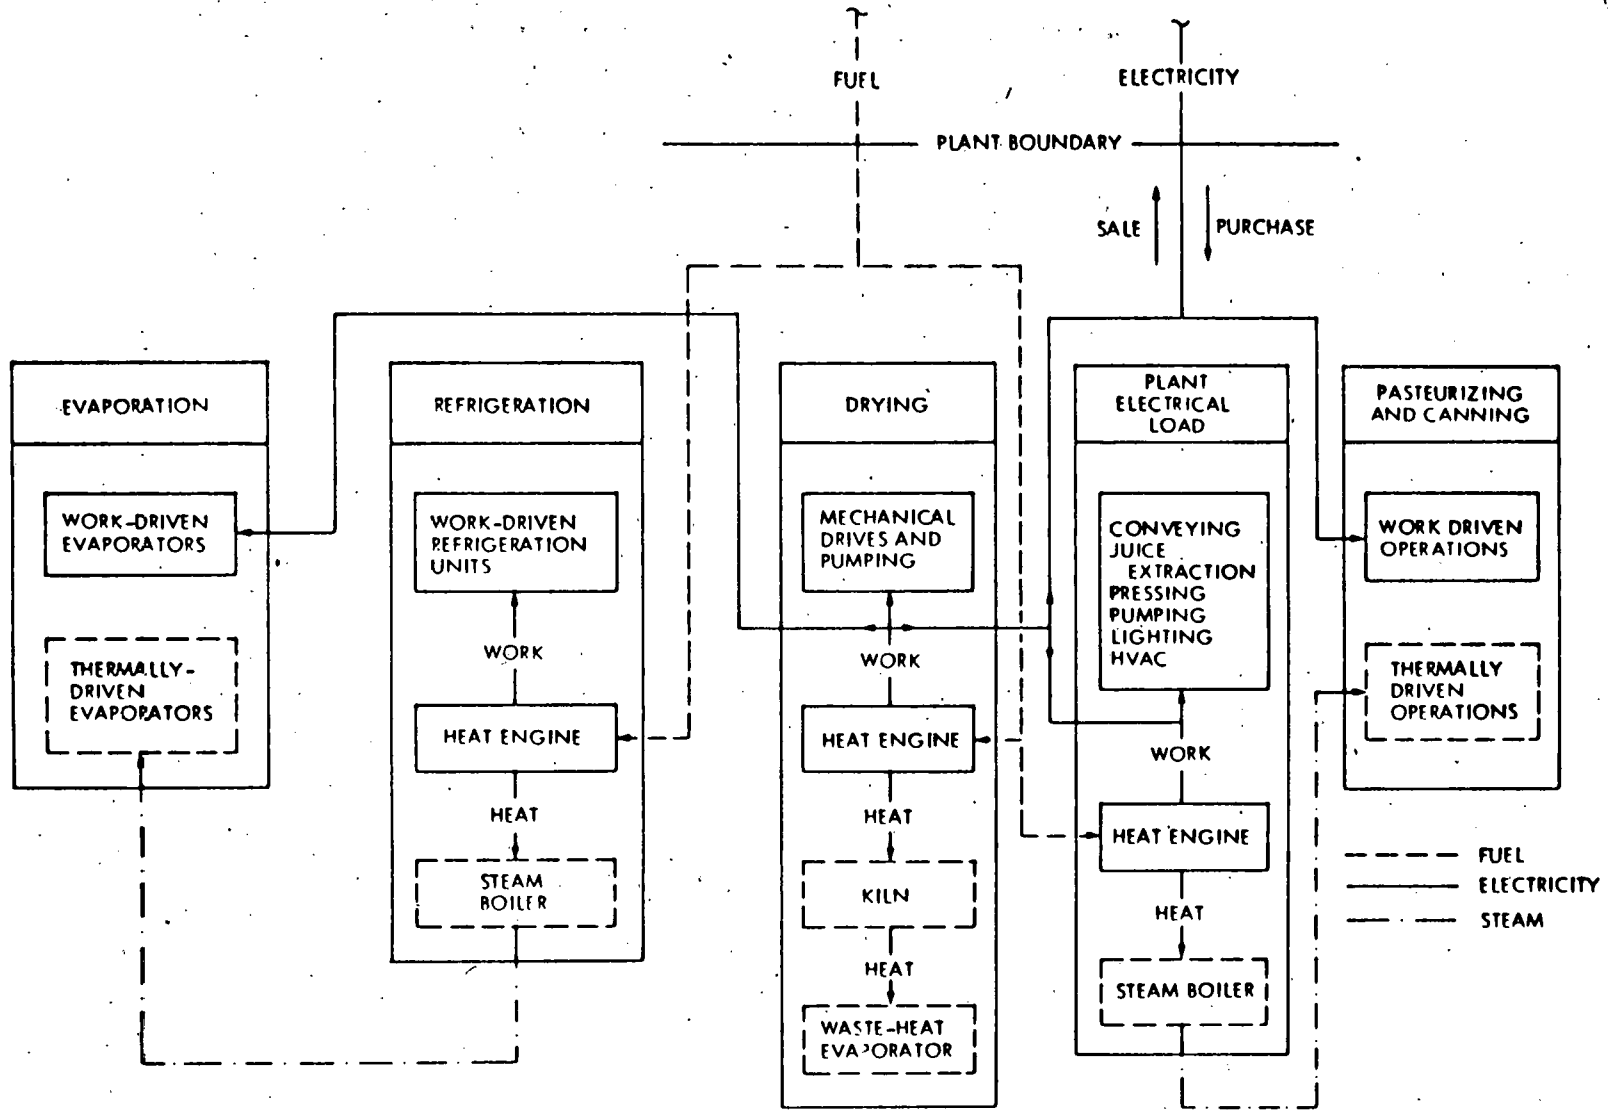 FUEL
ELECTRICITY
PLANT BOUNDARY
SALE
PURCHASE
EVAPORATION
WORK-DRIVEN
EVAPORATORS
THERMALLY-
DRIVEN
EVAPORATORS
REFRIGERATION
WORK-DRIVEN
REFRIGERATION
UNITS
WORK
HEAT ENGINE
HEAT
STEAM
BOILER
DRYING
MECHANICAL
DRIVES AND
PUMPING
WORK
HEAT ENGINE
HEAT
KILN
HEAT
WASTE-HEAT
EVAPORATOR
PLANT
ELECTRICAL
LOAD
CONVEYING
JUICE
EXTRACTION
PRESSING
PUMPING
LIGHTING
HVAC
WORK
HEAT ENGINE
HEAT
STEAM BOILER
PASTEURIZING
AND CANNING
WORK DRIVEN
OPERATIONS
THERMALLY
DRIVEN
OPERATIONS
FUEL
ELECTRICITY
STEAM